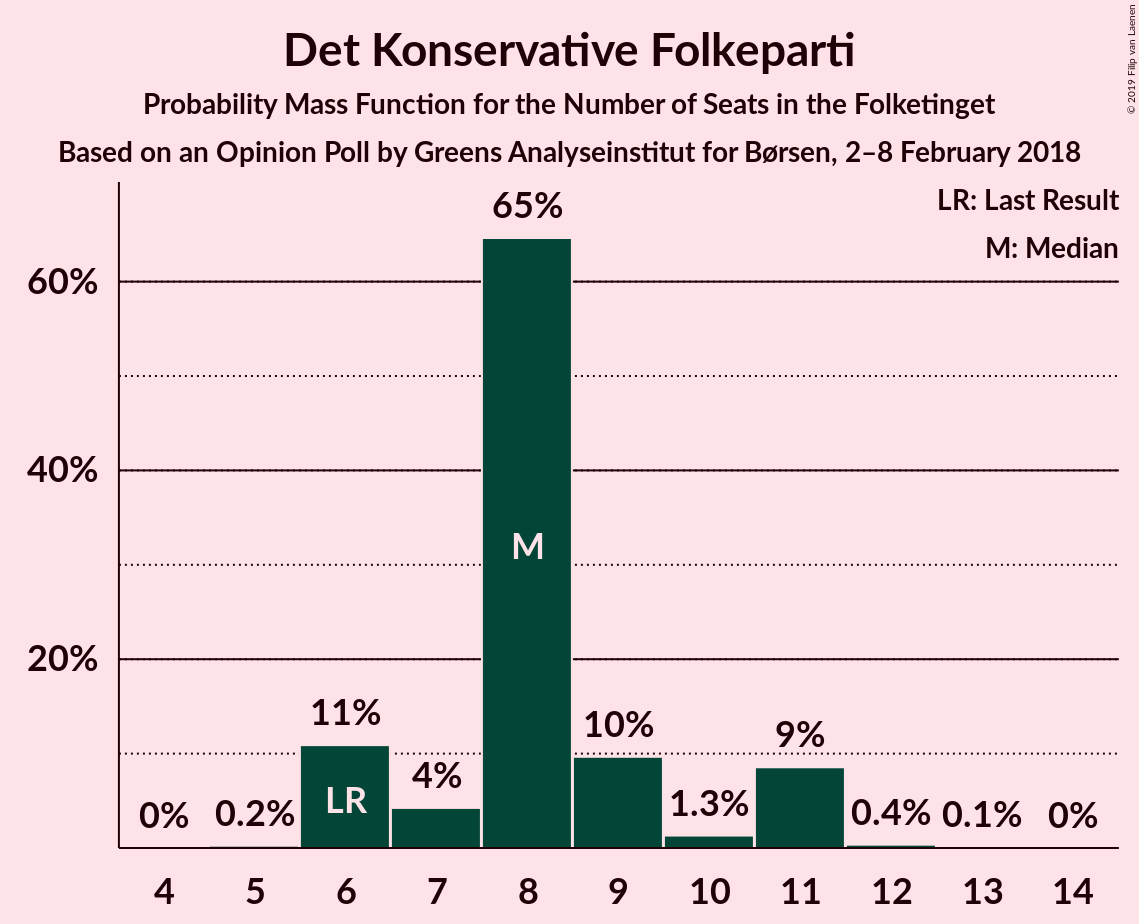 Det Konservative Folkeparti
Probability Mass Function for the Number of Seats in the Folketinget
Based on an Opinion Poll by Greens Analyseinstitut for Børsen, 2–8 February 2018
© 2019 Filip van Laenen
LR: Last Result
M: Median
60%
40%
20%
0%
0.2%
11%
4%
65%
10%
1.3%
9%
0.4%
0.1%
0%
LR
M
4 5 6 7 8 9 10 11 12 13 14